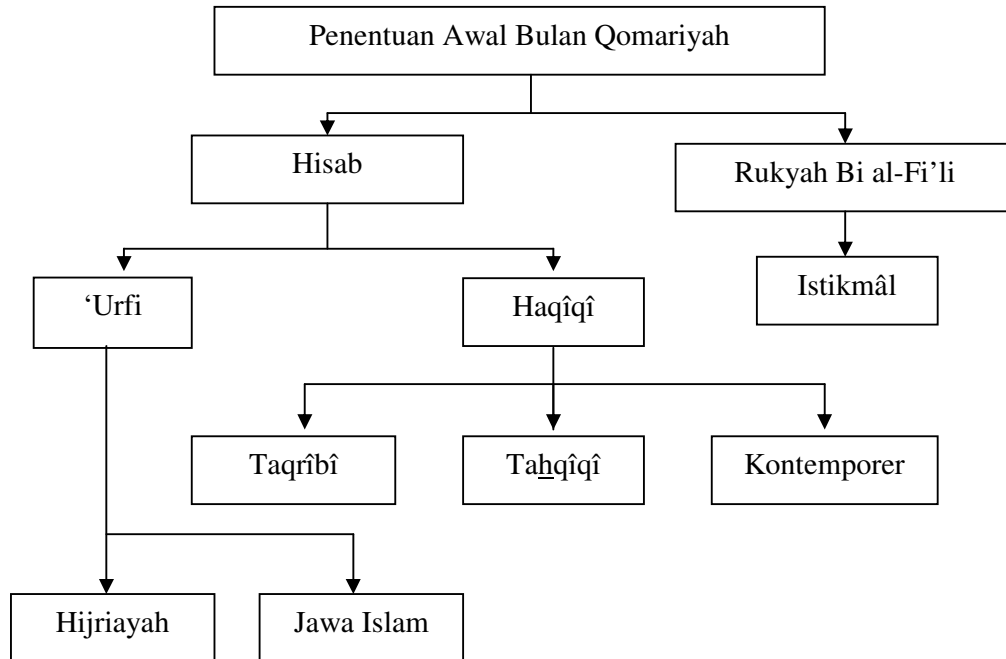 Penentuan Awal Bulan Qomariyah
Hisab
Rukyah Bi al-Fi’li
‘Urfi
Haqîqî
Istikmâl
Taqrîbî
Tahqîqî
Kontemporer
Hijriayah
Jawa Islam